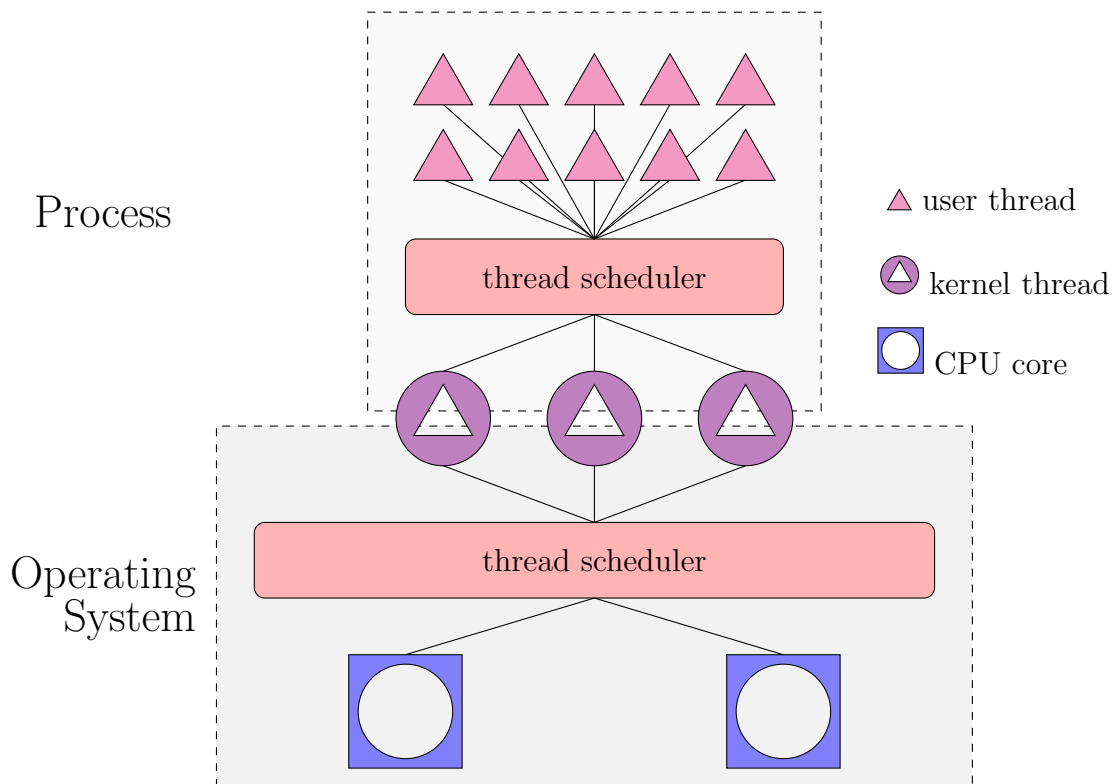 Process
user thread
thread scheduler
kernel thread
CPU core
Operating
System
thread scheduler